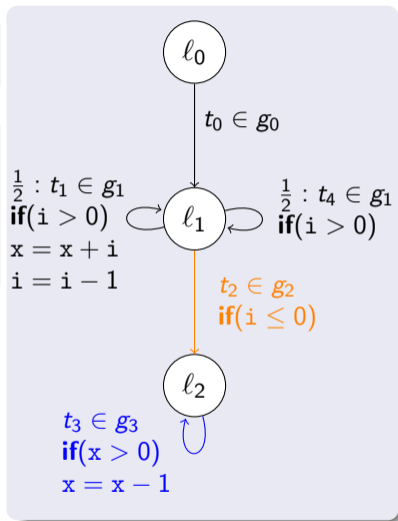 ℓ₀
t₀ ∈ g₀
½ : t₁ ∈ g₁
if(i > 0)
x = x + i
i = i − 1
ℓ₁
½ : t₄ ∈ g₁
if(i > 0)
t₂ ∈ g₂
if(i ≤ 0)
ℓ₂
t₃ ∈ g₃
if(x > 0)
x = x − 1